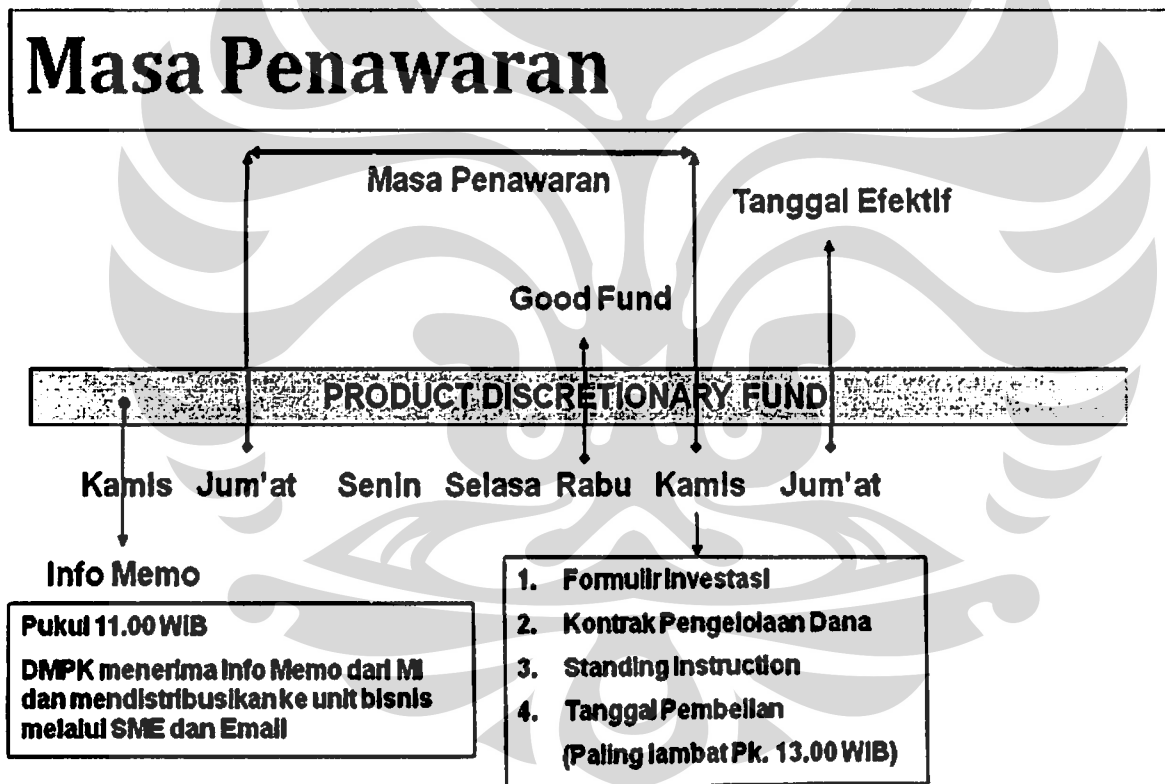 Masa Penawaran
Masa Penawaran
Tanggal Efektif
Good Fund
PRODUCT DISCRETIONARY FUND
Kamis Jum'at Senin Selasa Rabu Kamis Jum'at
Info Memo
Pukul 11.00 WIB
DMPK menerima Info Memo dari MI
dan mendistribusikan ke unit bisnis
melalui SME dan Email
1. Formulir Investasi
2. Kontrak Pengelolaan Dana
3. Standing Instruction
4. Tanggal Pembelian
(Paling lambat Pk. 13.00 WIB)